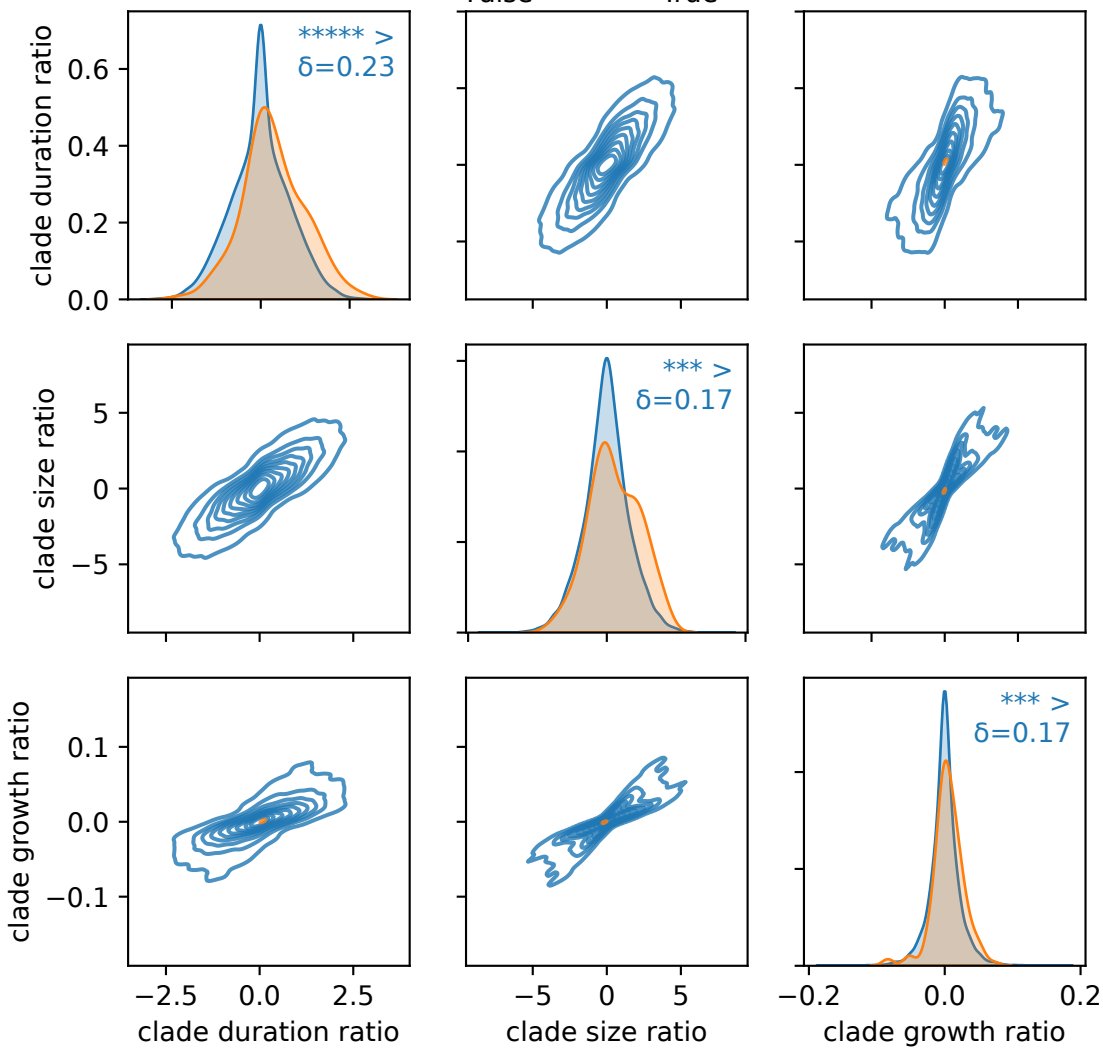 clade duration ratio
0.6
0.4
0.2
0.0
***** >
δ=0.23
clade size ratio
5
0
−5
*** >
δ=0.17
clade growth ratio
0.1
0.0
−0.1
*** >
δ=0.17
−2.5 0.0 2.5
−5 0 5
−0.2 0.0 0.2
clade duration ratio
clade size ratio
clade growth ratio